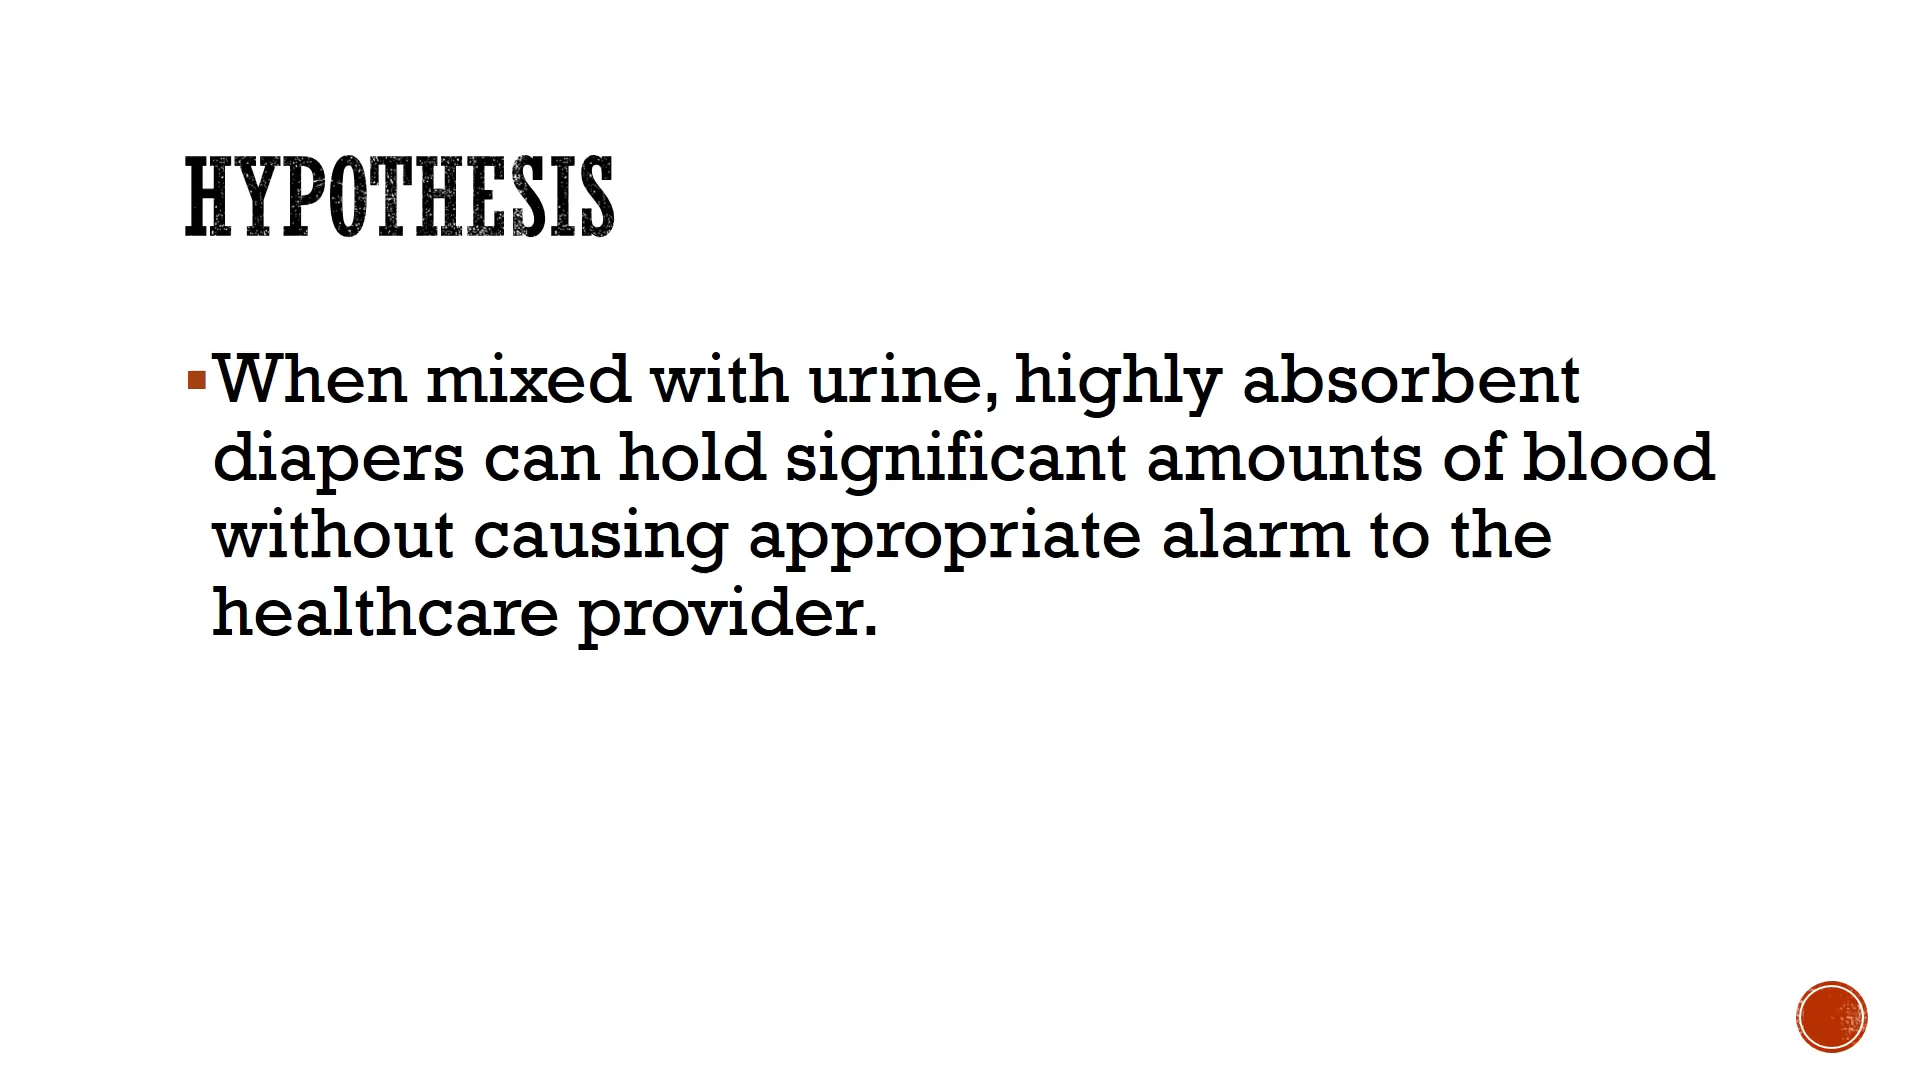 HYPOTHESIS
▪When mixed with urine, highly absorbent
diapers can hold significant amounts of blood
without causing appropriate alarm to the
healthcare provider.